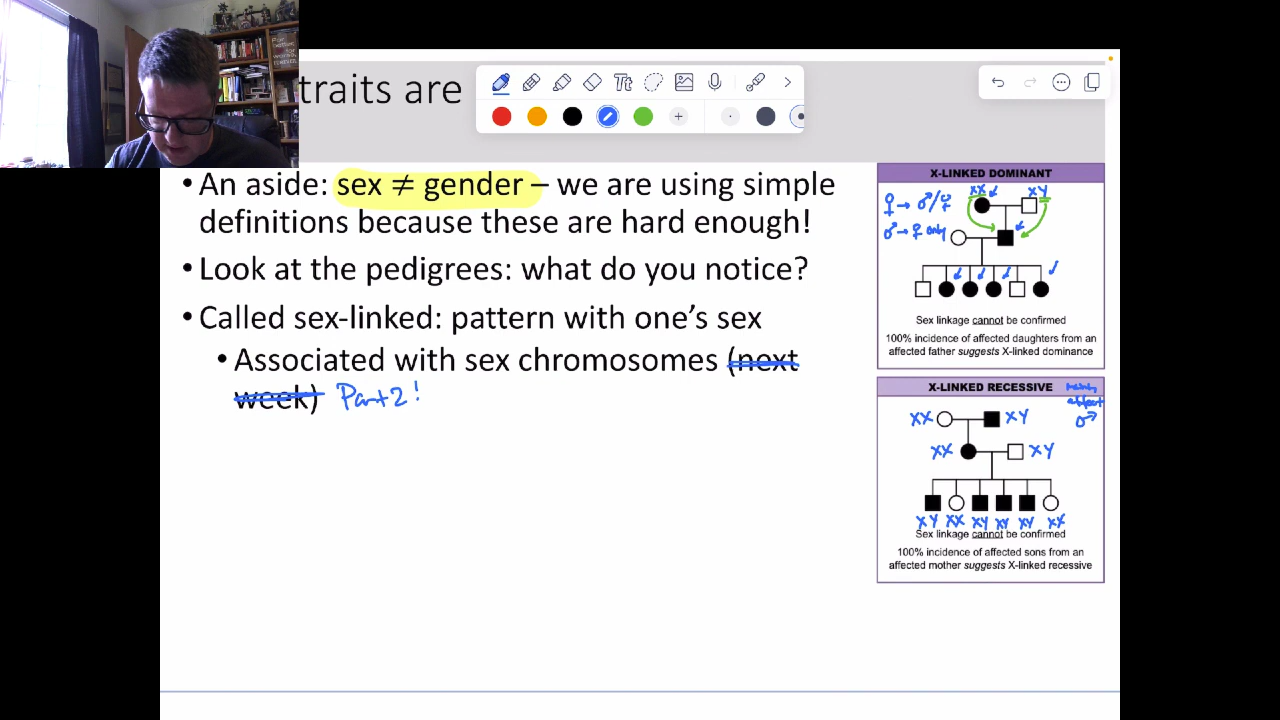 traits are
• An aside: sex ≠ gender – we are using simple
definitions because these are hard enough!
• Look at the pedigrees: what do you notice?
• Called sex-linked: pattern with one's sex
• Associated with sex chromosomes (next
week) Part 2!
X-LINKED DOMINANT
XX XY
♀ → ♂/♀
♂ → ♀ only
Sex linkage cannot be confirmed
100% incidence of affected daughters from an
affected father suggests X-linked dominance
X-LINKED RECESSIVE
♂
XX XY
XX XY
XY XX XY XY XY XX
Sex linkage cannot be confirmed
100% incidence of affected sons from an
affected mother suggests X-linked recessive
Tt